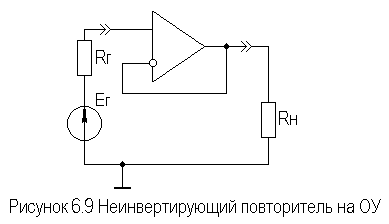 Rг
Eг
Rн
Рисунок 6.9 Неинвертирующий повторитель на ОУ